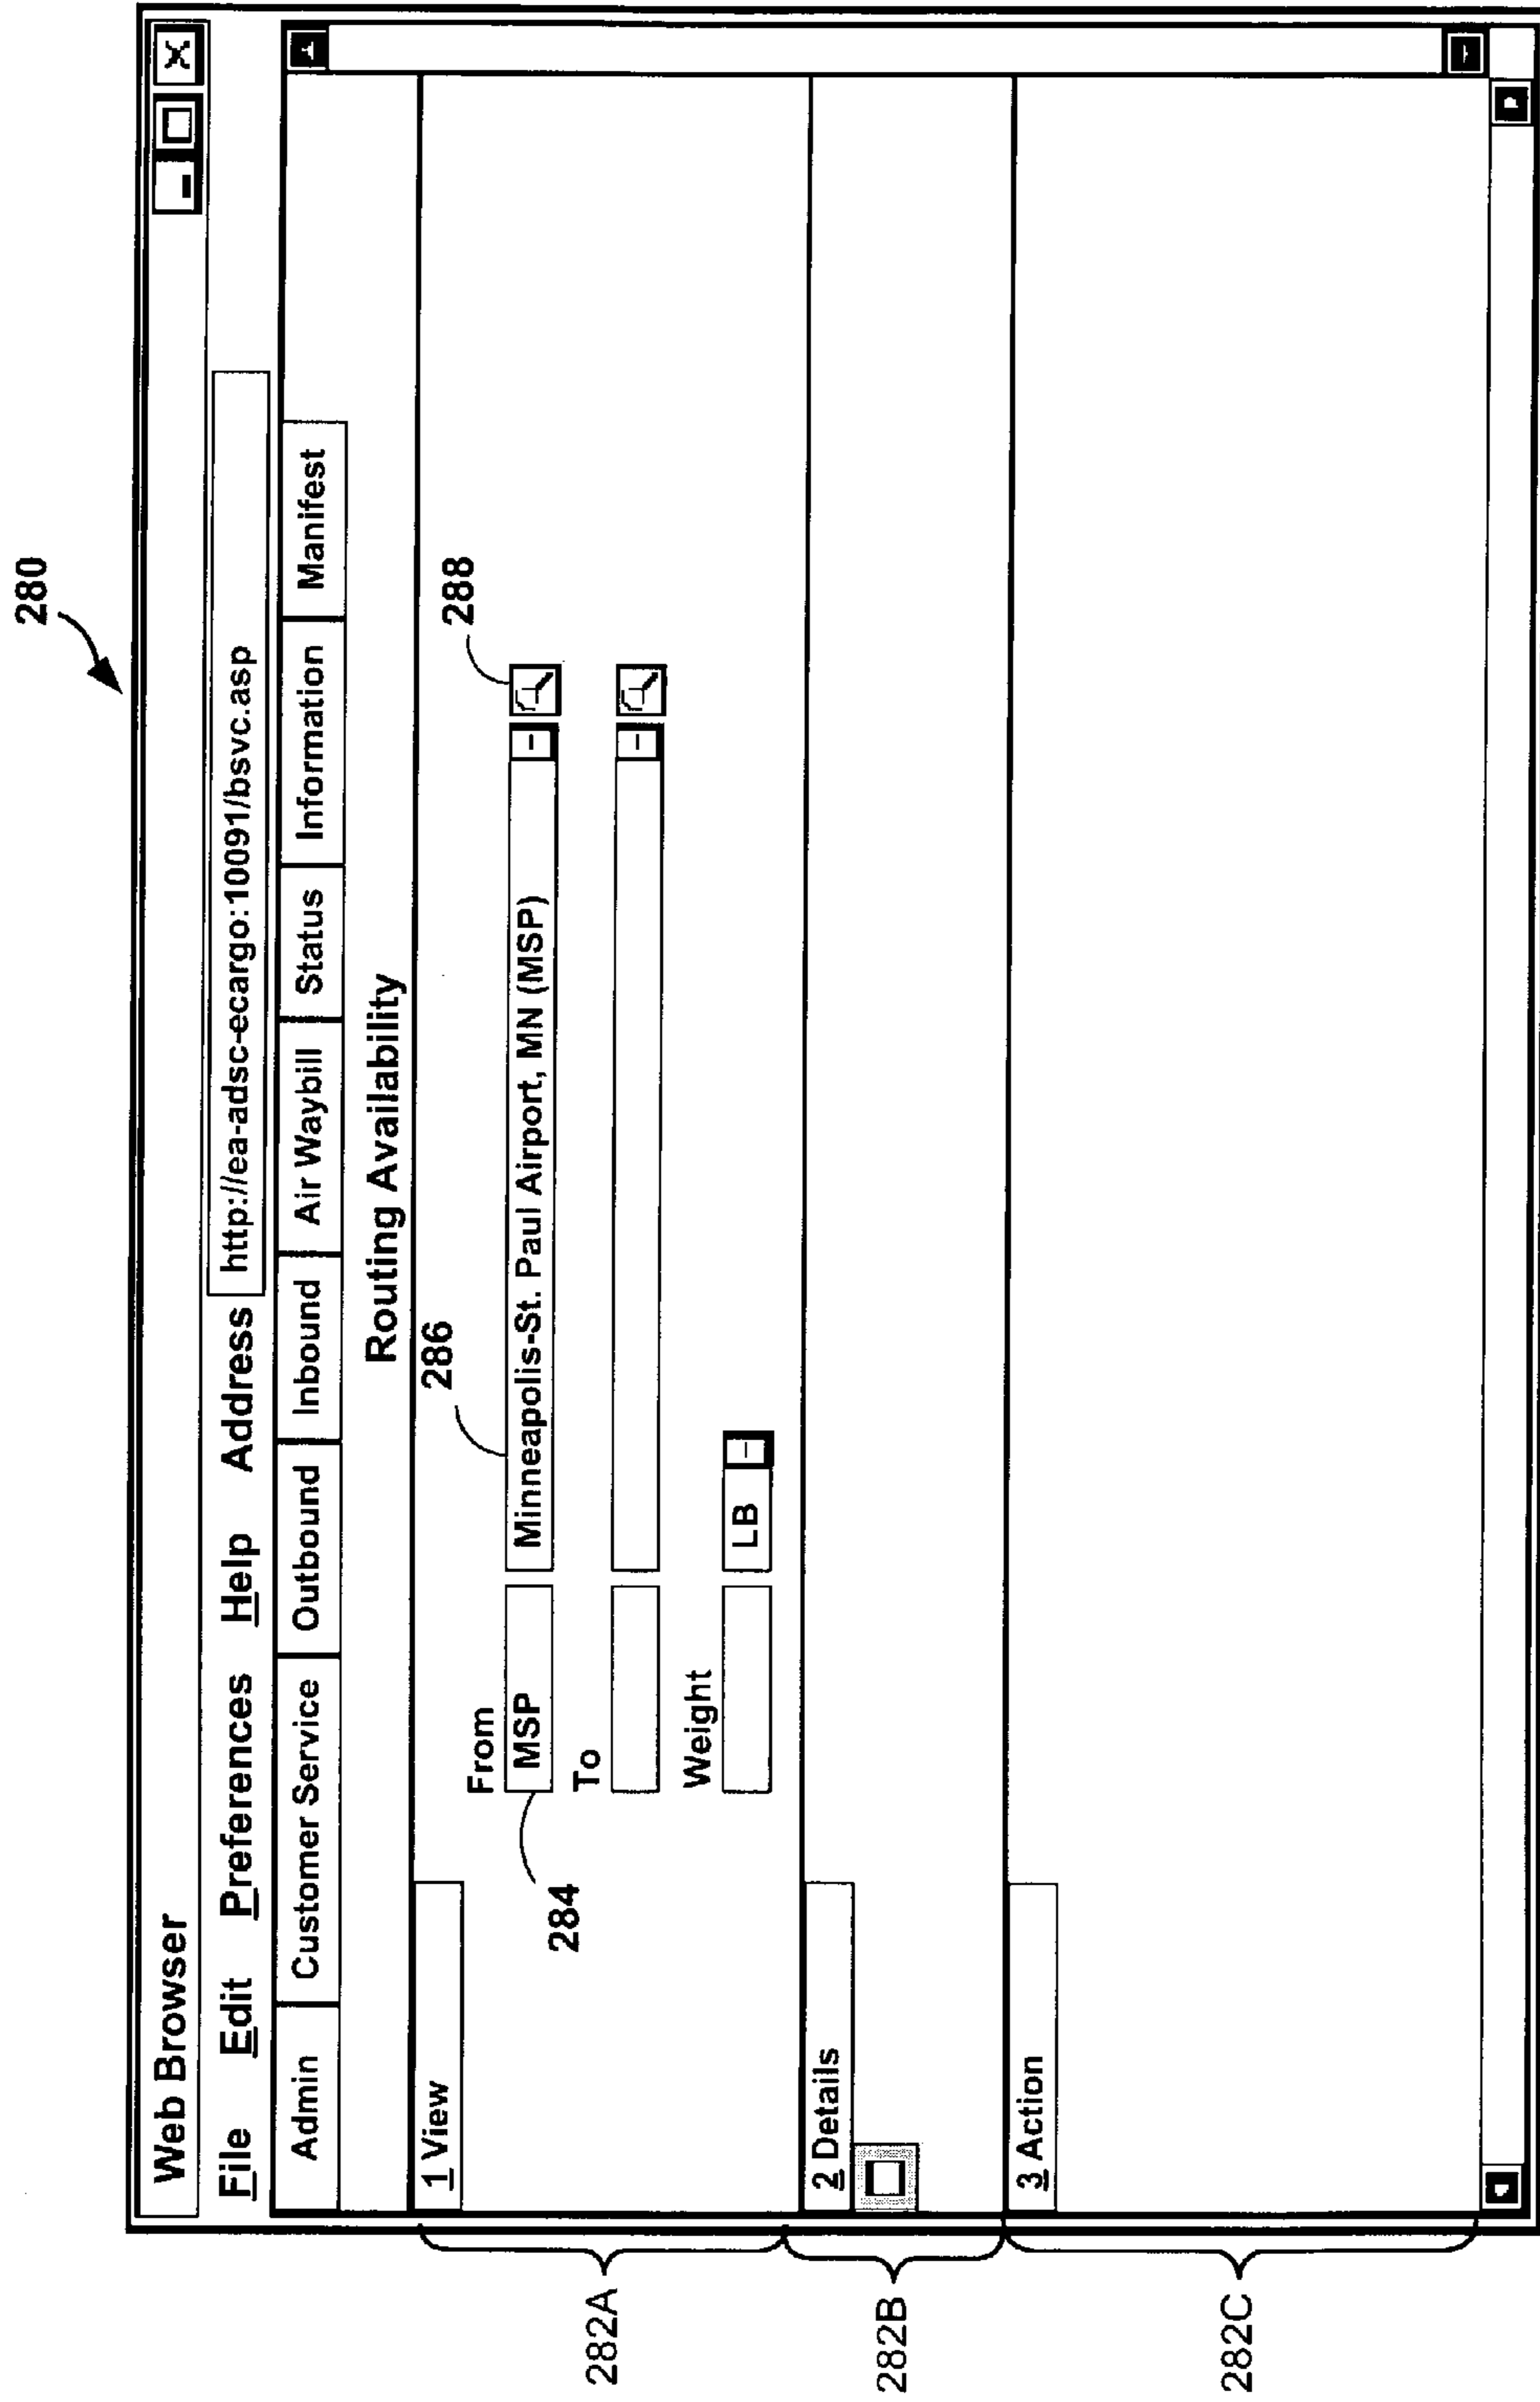 280
Web Browser
File Edit Preferences Help Address http://ea-adsc-ecargo:10091/bsvc.asp
Admin Customer Service Outbound Inbound Air Waybill Status Information Manifest
Routing Availability
1 View
286
288
From
MSP Minneapolis-St. Paul Airport, MN (MSP)
284
To
Weight
LB
282A
2 Details
282B
3 Action
282C